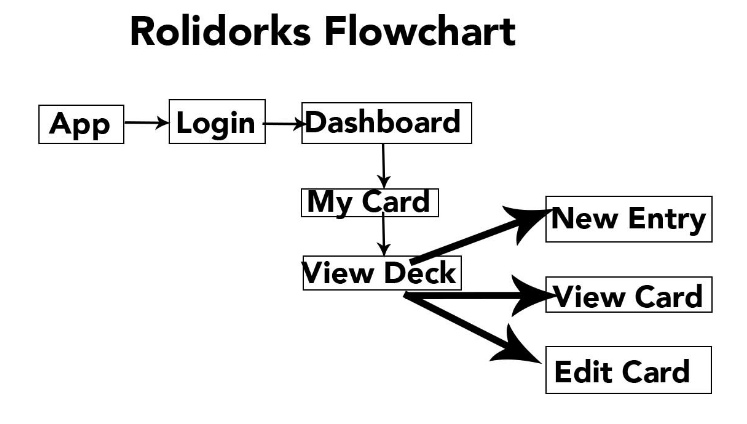 Rolidorks Flowchart
App
Login
Dashboard
My Card
View Deck
New Entry
View Card
Edit Card